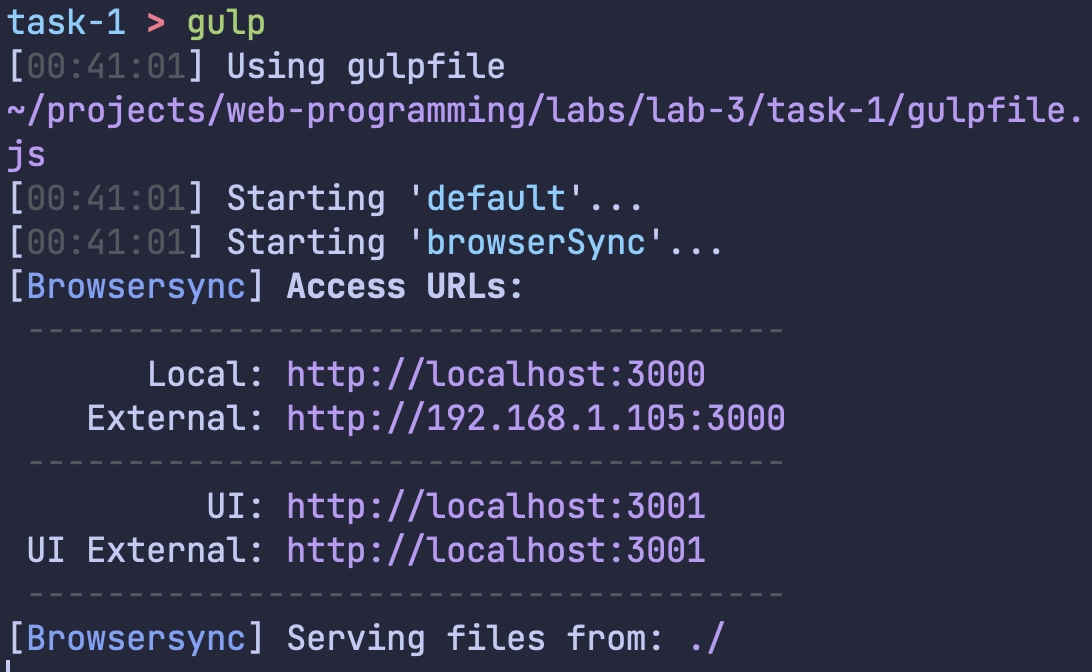 task-1 > gulp
[00:41:01] Using gulpfile
~/projects/web-programming/labs/lab-3/task-1/gulpfile.
js
[00:41:01] Starting 'default'...
[00:41:01] Starting 'browserSync'...
[Browsersync] Access URLs:
--------------------------------------
Local: http://localhost:3000
External: http://192.168.1.105:3000
--------------------------------------
UI: http://localhost:3001
UI External: http://localhost:3001
--------------------------------------
[Browsersync] Serving files from: ./